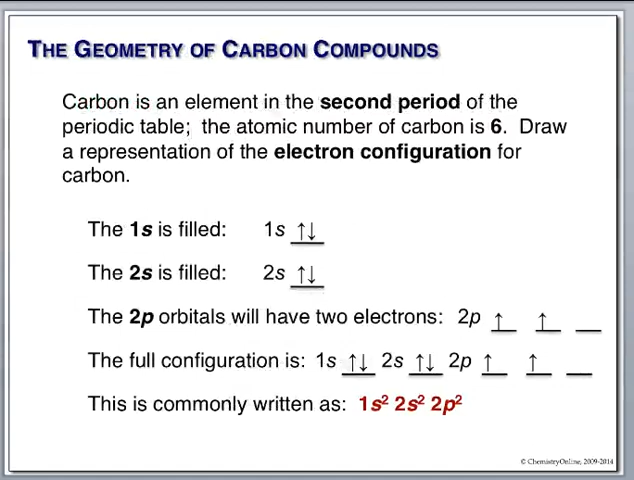 THE GEOMETRY OF CARBON COMPOUNDS
Carbon is an element in the second period of the
periodic table; the atomic number of carbon is 6. Draw
a representation of the electron configuration for
carbon.
The 1s is filled: 1s ↑↓
The 2s is filled: 2s ↑↓
The 2p orbitals will have two electrons: 2p ↑ ↑ __
The full configuration is: 1s ↑↓ 2s ↑↓ 2p ↑ ↑ __
This is commonly written as: 1s² 2s² 2p²
© ChemistryOnline, 2009-2014